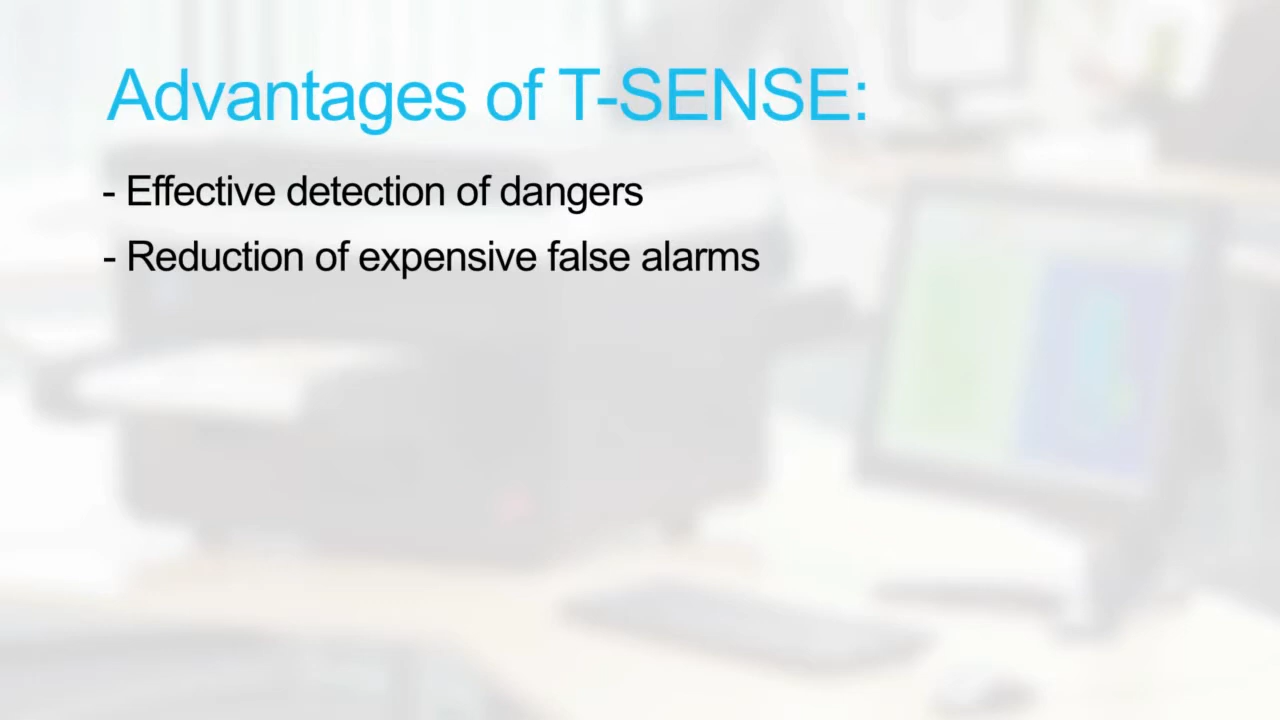 Advantages of T-SENSE:
- Effective detection of dangers
- Reduction of expensive false alarms